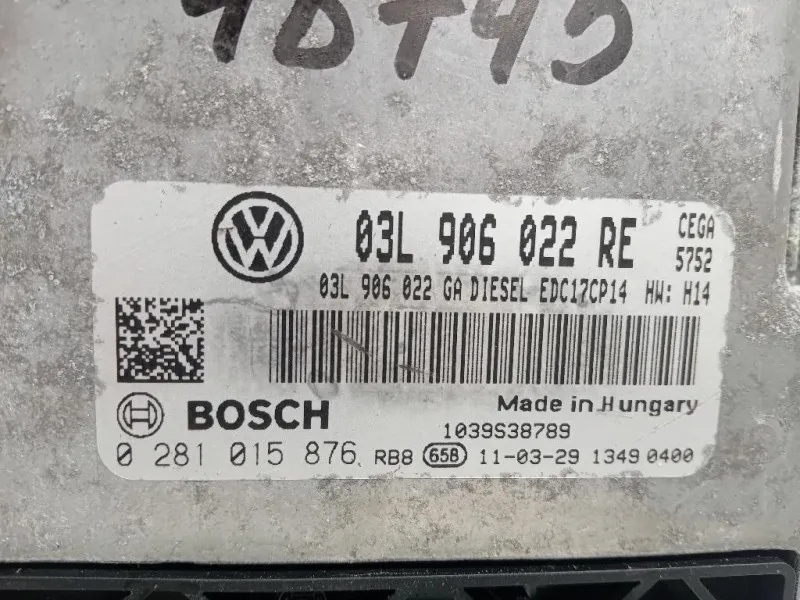 03L 906 022 RE
CEGA
5752
03L 906 022 GA DIESEL EDC17CP14 HW: H14
BOSCH
Made in Hungary
1039S38789
0 281 015 876 RB8 658 11-03-29 1349 0400